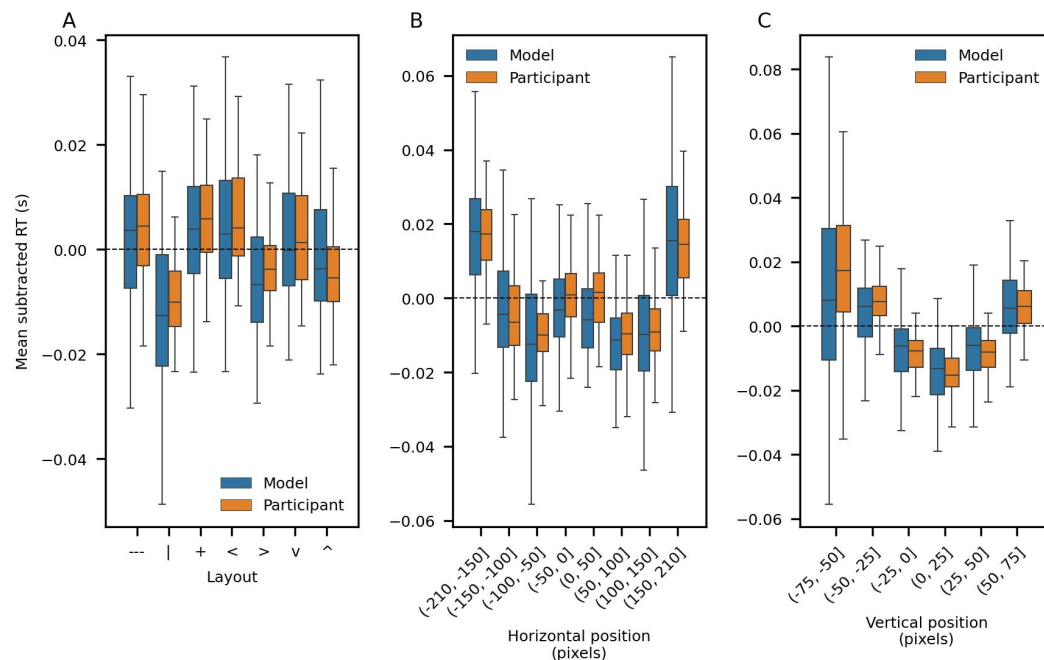 A
Mean subtracted RT (s)
0.04
0.02
0.00
−0.02
−0.04
Model
Participant
--- | + < > v ^
Layout
B
Model
Participant
0.06
0.04
0.02
0.00
−0.02
−0.04
−0.06
(-210, -150]
(-150, -100]
(-100, -50]
(-50, 0]
(0, 50]
(50, 100]
(100, 150]
(150, 210]
Horizontal position
(pixels)
C
Model
Participant
0.08
0.06
0.04
0.02
0.00
−0.02
−0.04
−0.06
(-75, -50]
(-50, -25]
(-25, 0]
(0, 25]
(25, 50]
(50, 75]
Vertical position
(pixels)